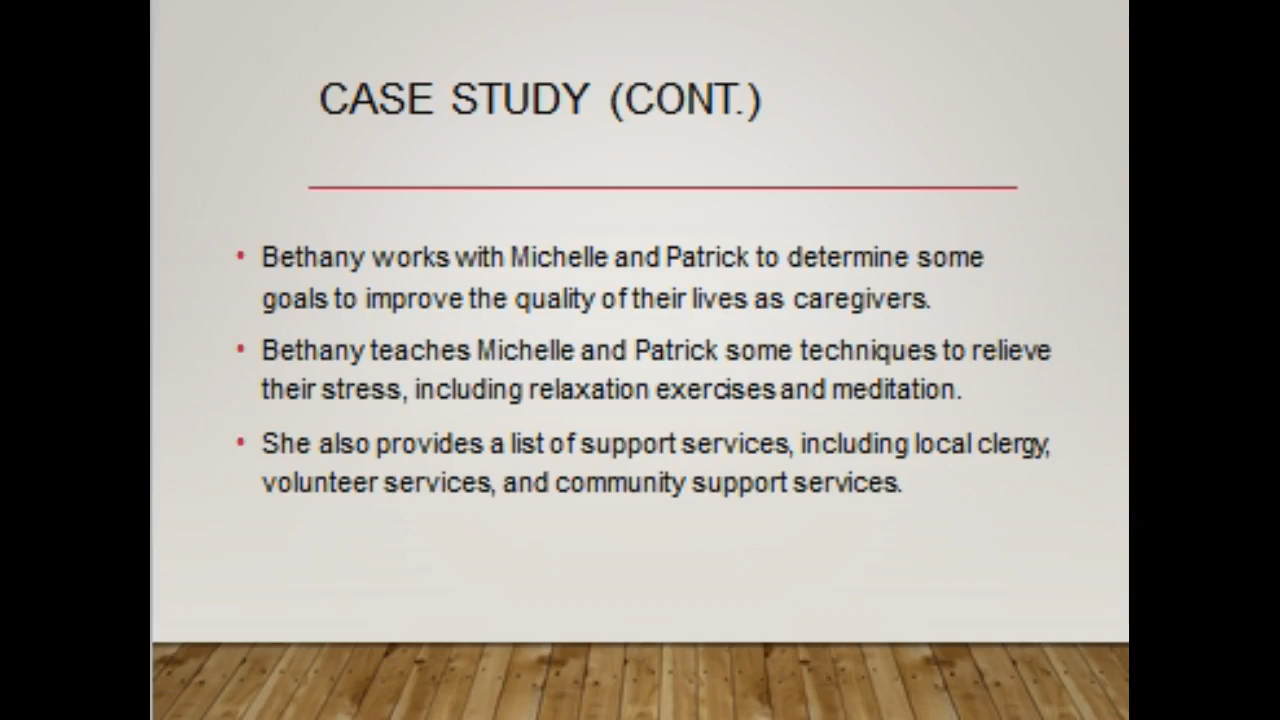 CASE STUDY (CONT.)
• Bethany works with Michelle and Patrick to determine some
goals to improve the quality of their lives as caregivers.
• Bethany teaches Michelle and Patrick some techniques to relieve
their stress, including relaxation exercises and meditation.
• She also provides a list of support services, including local clergy,
volunteer services, and community support services.